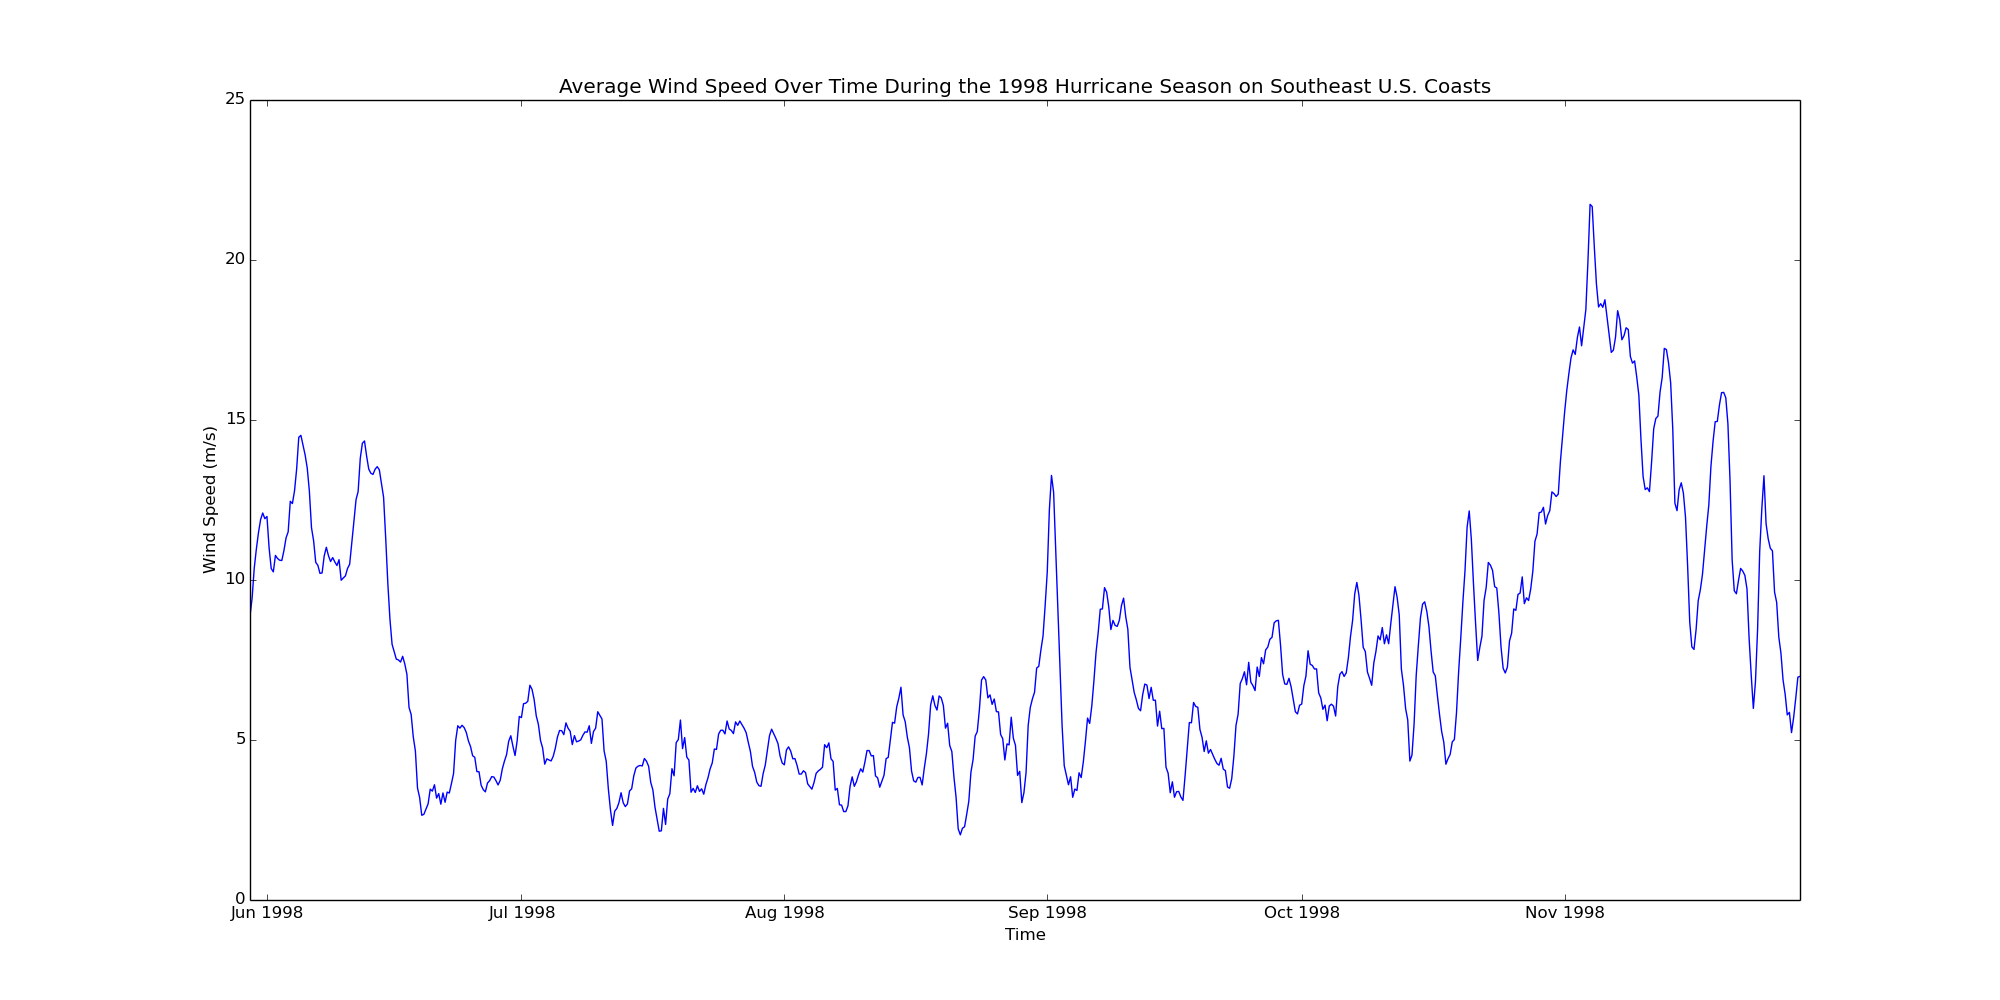 Average Wind Speed Over Time During the 1998 Hurricane Season on Southeast U.S. Coasts
25
20
15
10
5
0
Wind Speed (m/s)
Jun 1998 Jul 1998 Aug 1998 Sep 1998 Oct 1998 Nov 1998
Time